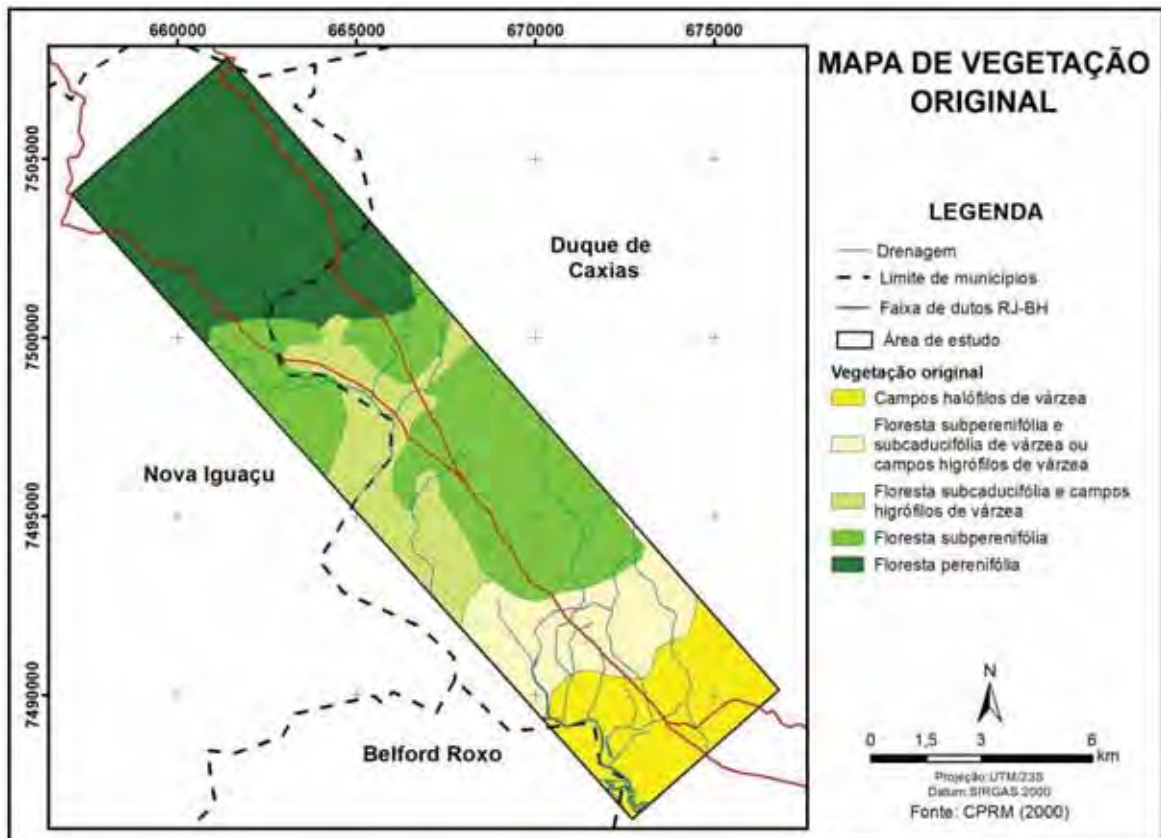 660000 665000 670000 675000
7505000
7500000
7495000
7490000
Duque de
Caxias
Nova Iguaçu
Belford Roxo
MAPA DE VEGETAÇÃO
ORIGINAL
LEGENDA
Drenagem
Limite de municípios
Faixa de dutos RJ-BH
Área de estudo
Vegetação original
Campos halófilos de várzea
Floresta subperenifólia e
subcaducifólia de várzea ou
campos higrófilos de várzea
Floresta subcaducifólia e campos
higrófilos de várzea
Floresta subperenifólia
Floresta perenifólia
N
0 1,5 3 6
km
Projeção:UTM/23S
Datum:SIRGAS 2000
Fonte: CPRM (2000)